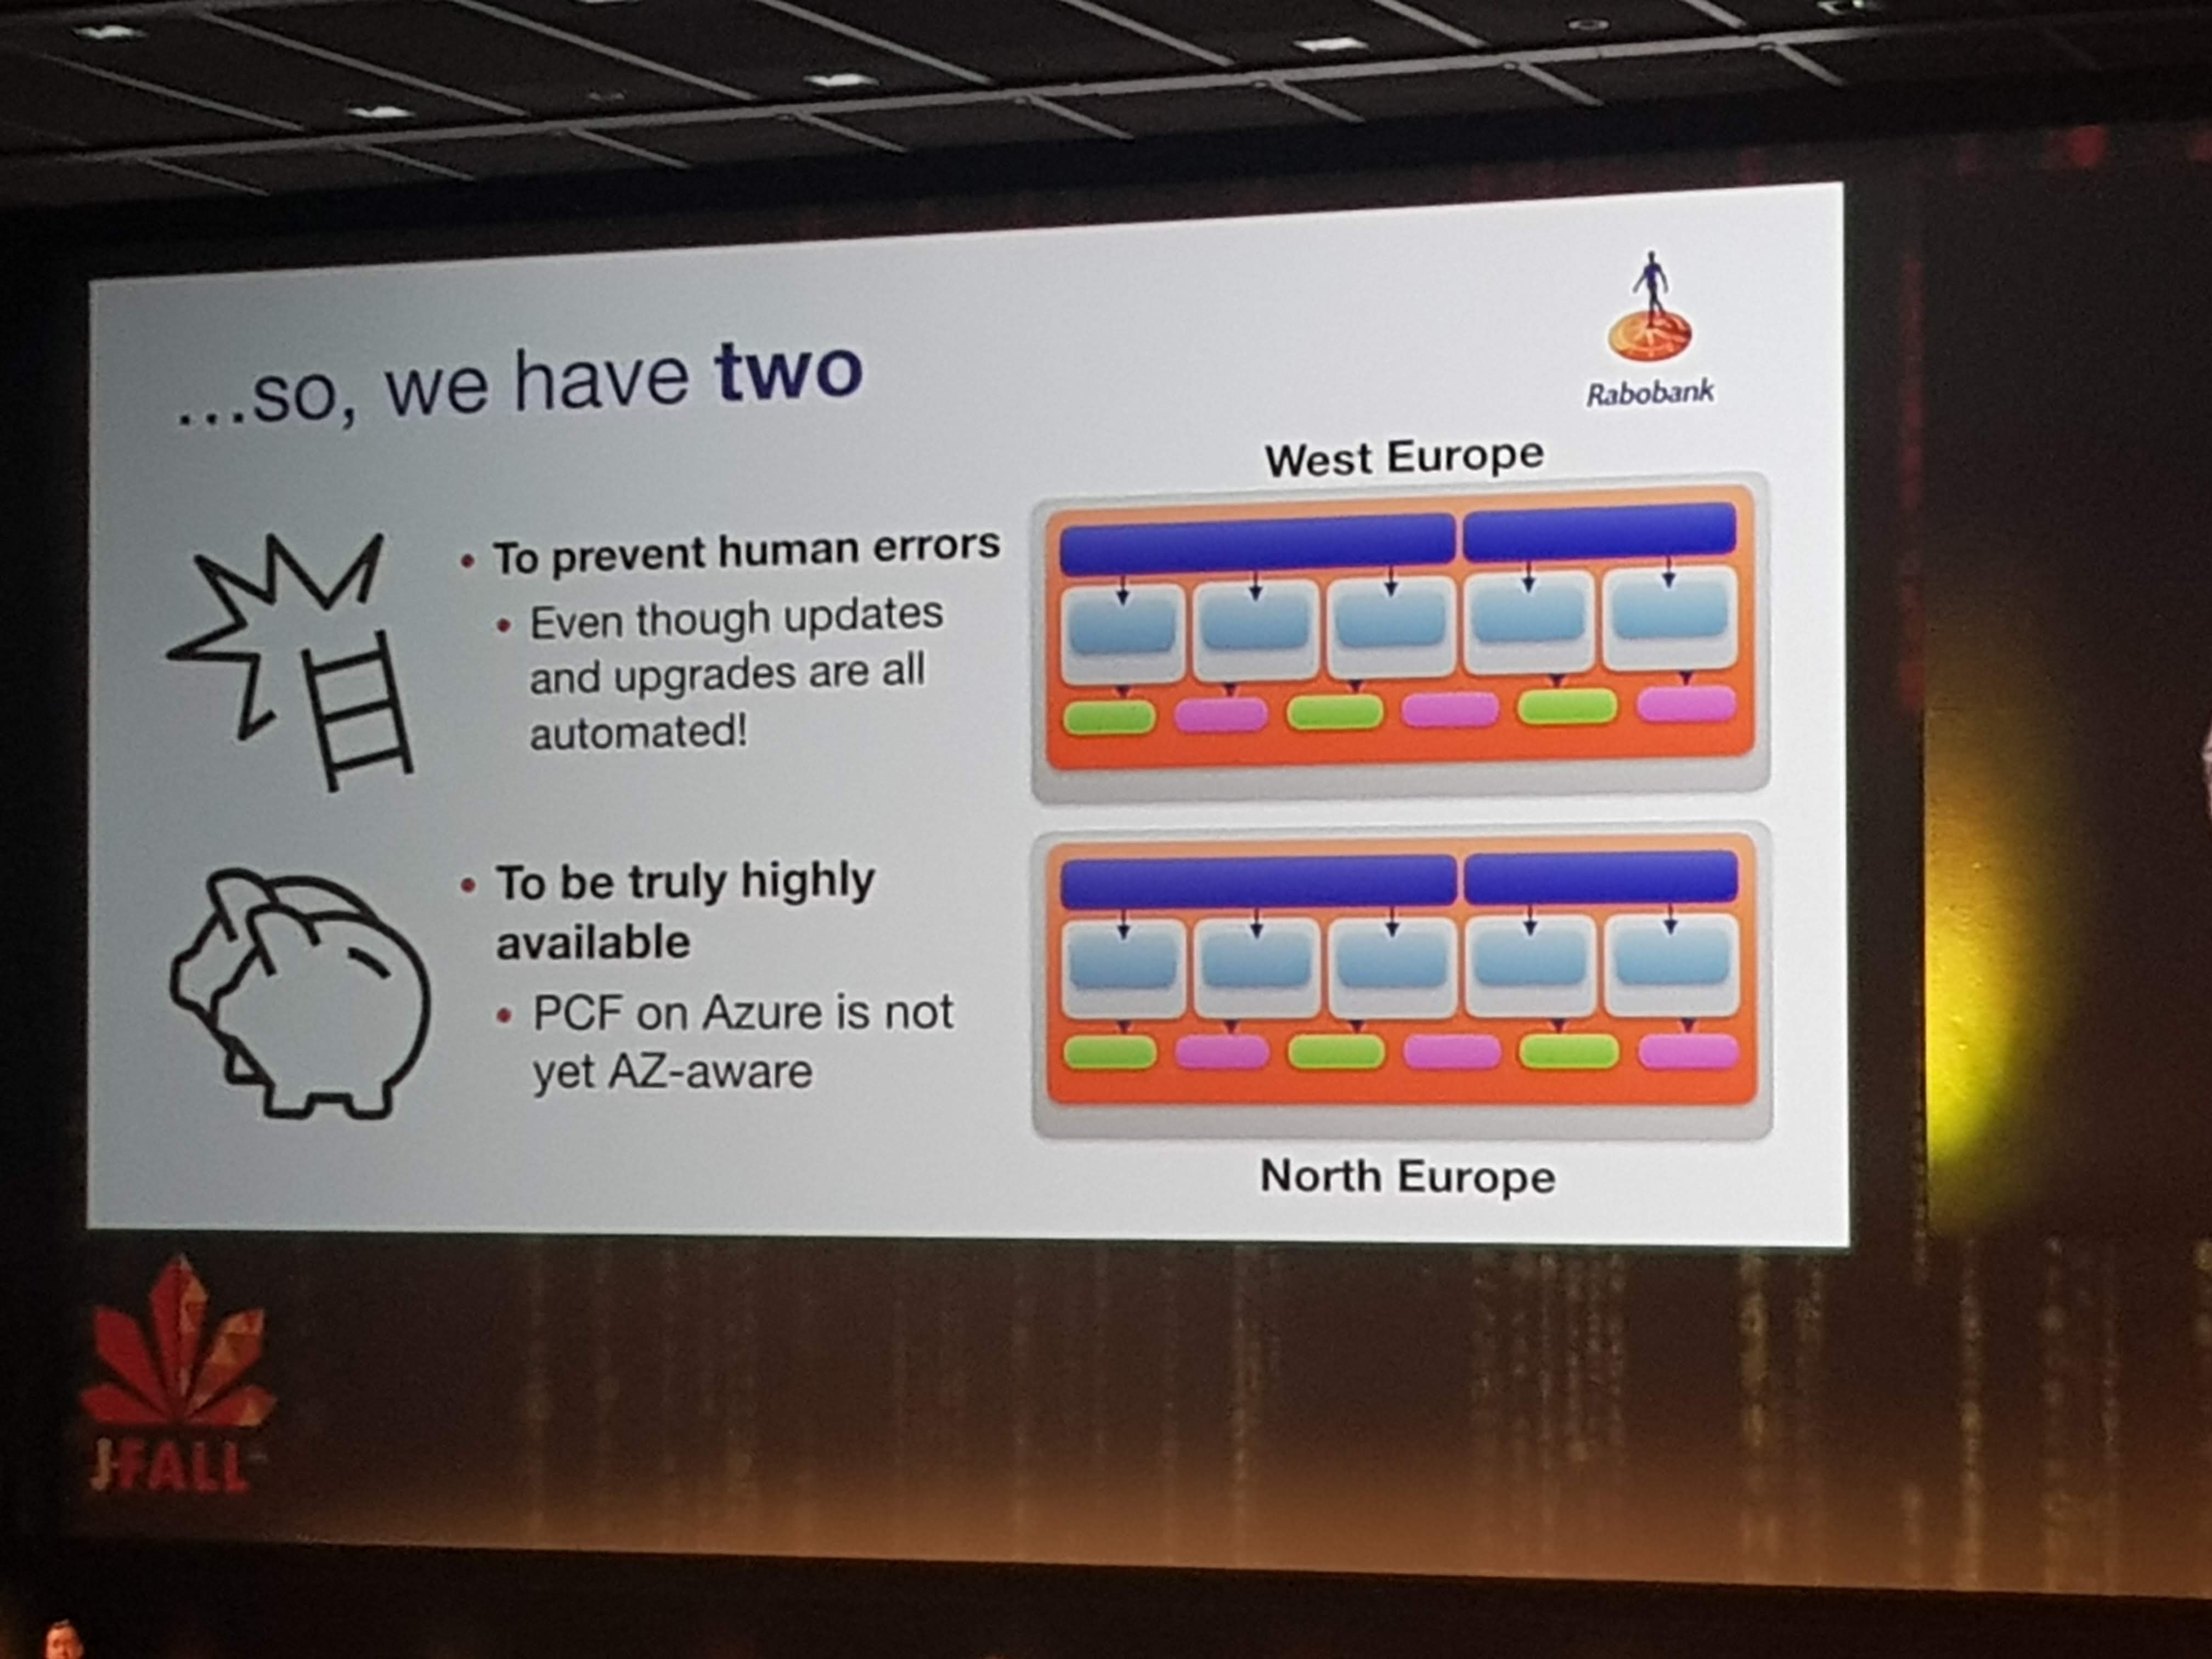 ...so, we have two
Rabobank
West Europe
• To prevent human errors
• Even though updates
and upgrades are all
automated!
• To be truly highly
available
• PCF on Azure is not
yet AZ-aware
North Europe
J-FALL